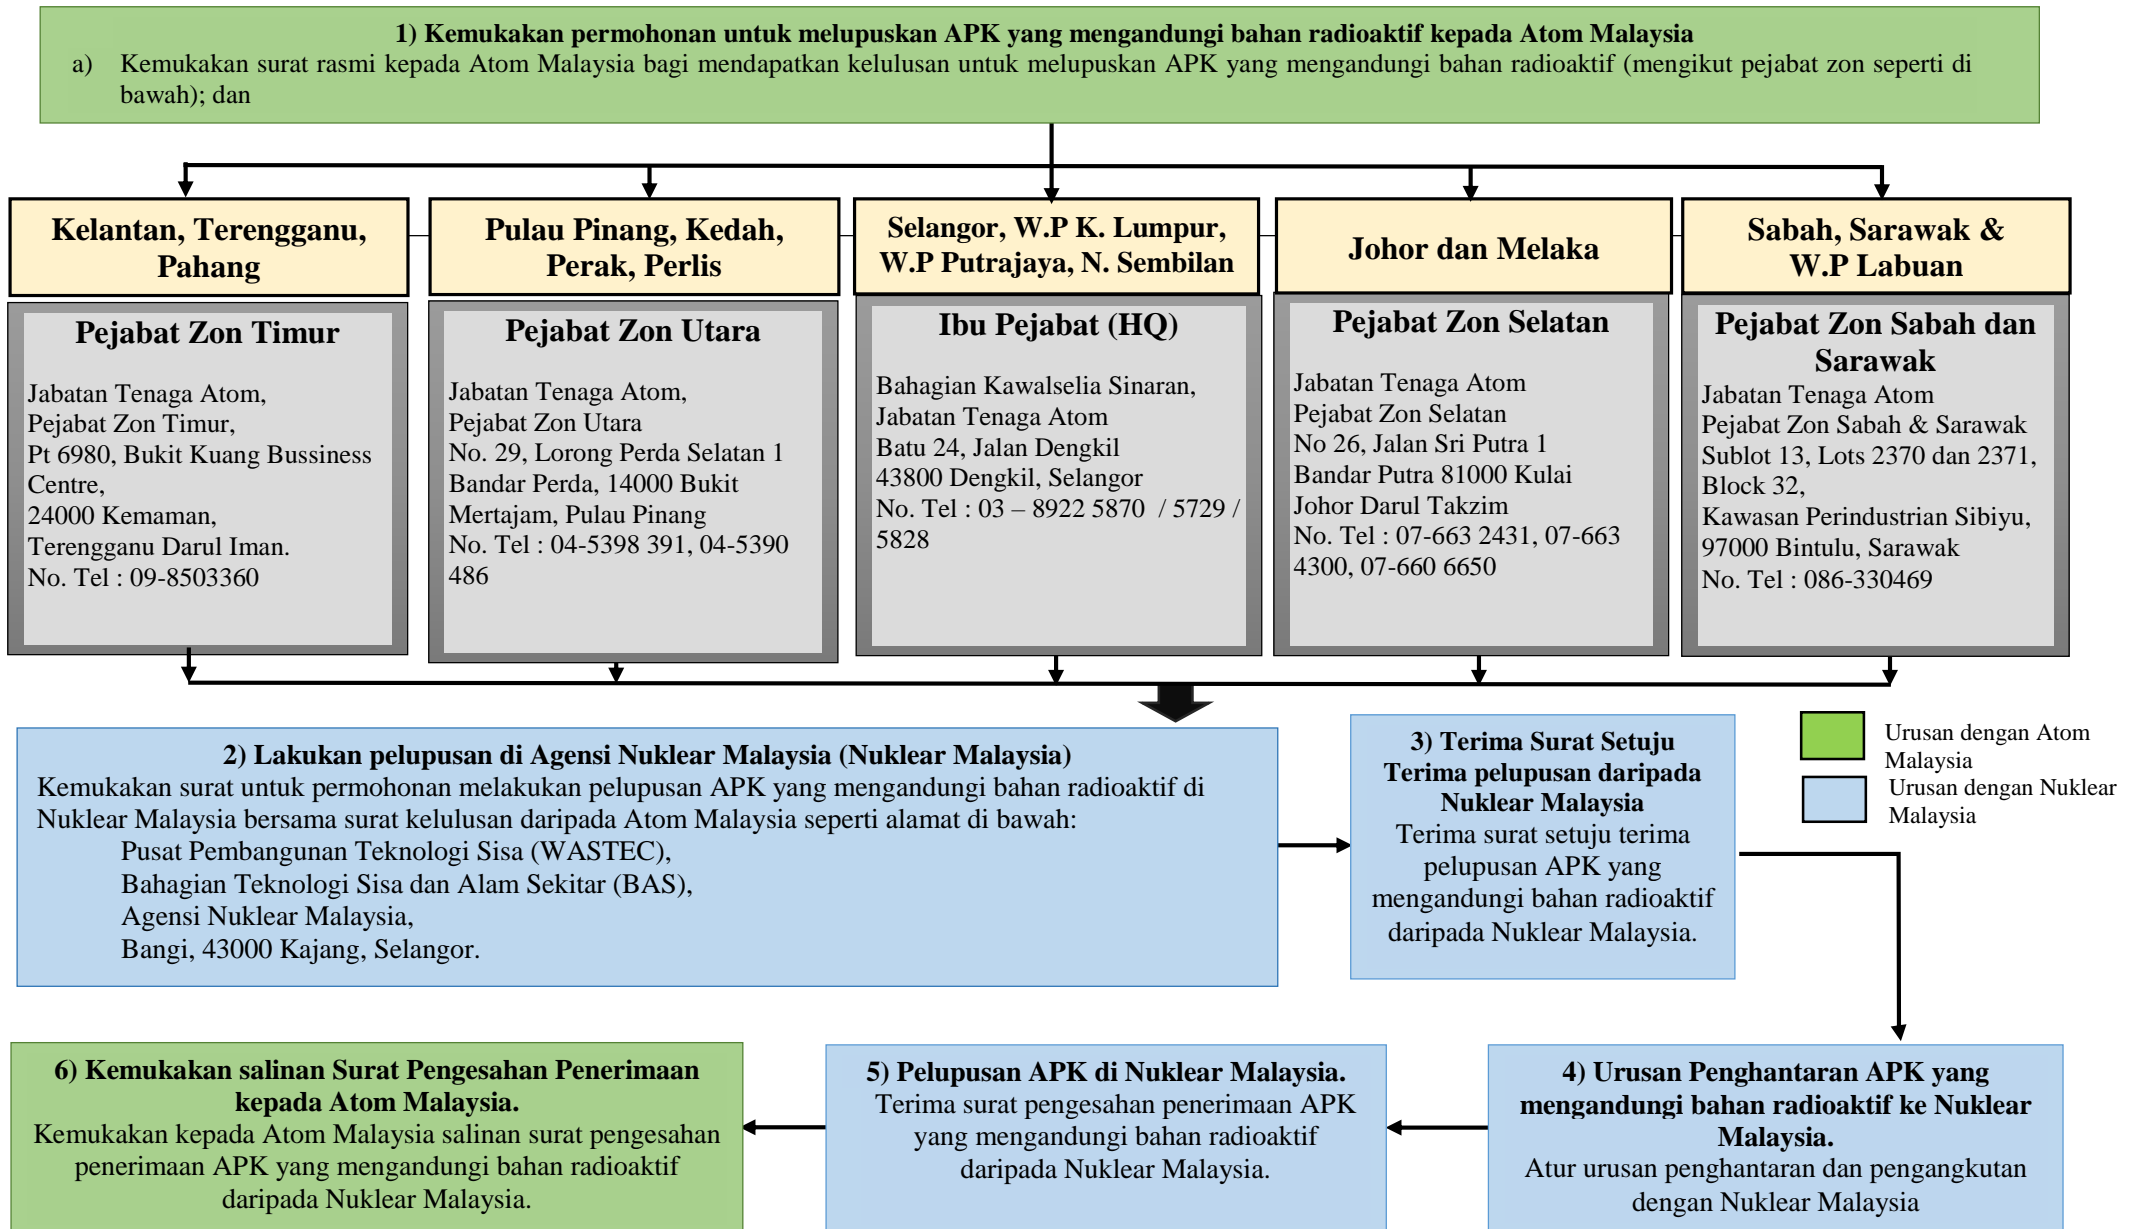 1) Kemukakan permohonan untuk melupuskan APK yang mengandungi bahan radioaktif kepada Atom Malaysia
a) Kemukakan surat rasmi kepada Atom Malaysia bagi mendapatkan kelulusan untuk melupuskan APK yang mengandungi bahan radioaktif (mengikut pejabat zon seperti di
bawah); dan
Kelantan, Terengganu,
Pahang
Pejabat Zon Timur
Jabatan Tenaga Atom,
Pejabat Zon Timur,
Pt 6980, Bukit Kuang Bussiness
Centre,
24000 Kemaman,
Terengganu Darul Iman.
No. Tel : 09-8503360
Pulau Pinang, Kedah,
Perak, Perlis
Pejabat Zon Utara
Jabatan Tenaga Atom,
Pejabat Zon Utara
No. 29, Lorong Perda Selatan 1
Bandar Perda, 14000 Bukit
Mertajam, Pulau Pinang
No. Tel : 04-5398 391, 04-5390
486
Selangor, W.P K. Lumpur,
W.P Putrajaya, N. Sembilan
Ibu Pejabat (HQ)
Bahagian Kawalselia Sinaran,
Jabatan Tenaga Atom
Batu 24, Jalan Dengkil
43800 Dengkil, Selangor
No. Tel : 03 – 8922 5870 / 5729 /
5828
Johor dan Melaka
Pejabat Zon Selatan
Jabatan Tenaga Atom
Pejabat Zon Selatan
No 26, Jalan Sri Putra 1
Bandar Putra 81000 Kulai
Johor Darul Takzim
No. Tel : 07-663 2431, 07-663
4300, 07-660 6650
Sabah, Sarawak &
W.P Labuan
Pejabat Zon Sabah dan
Sarawak
Jabatan Tenaga Atom
Pejabat Zon Sabah & Sarawak
Sublot 13, Lots 2370 dan 2371,
Block 32,
Kawasan Perindustrian Sibiyu,
97000 Bintulu, Sarawak
No. Tel : 086-330469
2) Lakukan pelupusan di Agensi Nuklear Malaysia (Nuklear Malaysia)
Kemukakan surat untuk permohonan melakukan pelupusan APK yang mengandungi bahan radioaktif di
Nuklear Malaysia bersama surat kelulusan daripada Atom Malaysia seperti alamat di bawah:
Pusat Pembangunan Teknologi Sisa (WASTEC),
Bahagian Teknologi Sisa dan Alam Sekitar (BAS),
Agensi Nuklear Malaysia,
Bangi, 43000 Kajang, Selangor.
3) Terima Surat Setuju
Terima pelupusan daripada
Nuklear Malaysia
Terima surat setuju terima
pelupusan APK yang
mengandungi bahan radioaktif
daripada Nuklear Malaysia.
Urusan dengan Atom
Malaysia
Urusan dengan Nuklear
Malaysia
4) Urusan Penghantaran APK yang
mengandungi bahan radioaktif ke Nuklear
Malaysia.
Atur urusan penghantaran dan pengangkutan
dengan Nuklear Malaysia
5) Pelupusan APK di Nuklear Malaysia.
Terima surat pengesahan penerimaan APK
yang mengandungi bahan radioaktif
daripada Nuklear Malaysia.
6) Kemukakan salinan Surat Pengesahan Penerimaan
kepada Atom Malaysia.
Kemukakan kepada Atom Malaysia salinan surat pengesahan
penerimaan APK yang mengandungi bahan radioaktif
daripada Nuklear Malaysia.